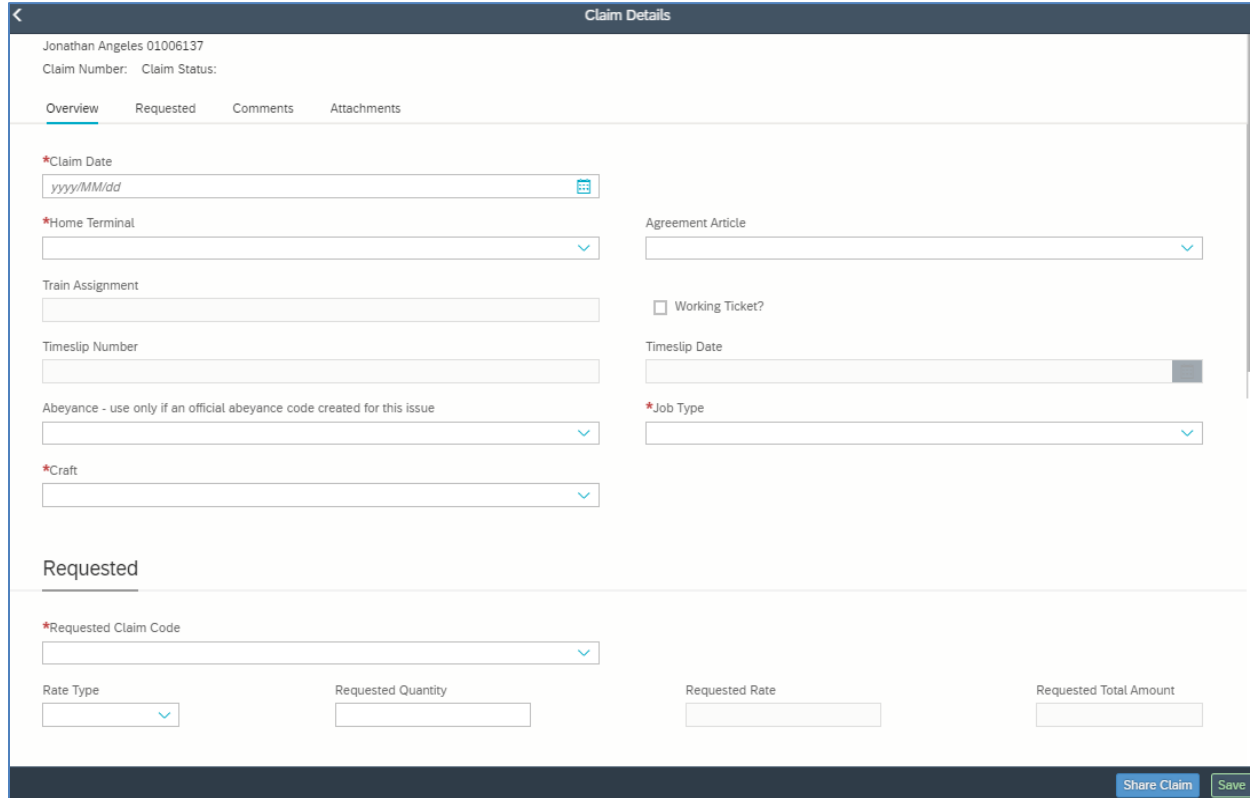 Claim Details
Jonathan Angeles 01006137
Claim Number: Claim Status:
Overview Requested Comments Attachments
*Claim Date
yyyy/MM/dd
*Home Terminal Agreement Article
Train Assignment
Working Ticket?
Timeslip Number Timeslip Date
Abeyance - use only if an official abeyance code created for this issue *Job Type
*Craft
Requested
*Requested Claim Code
Rate Type Requested Quantity Requested Rate Requested Total Amount
Share Claim Save